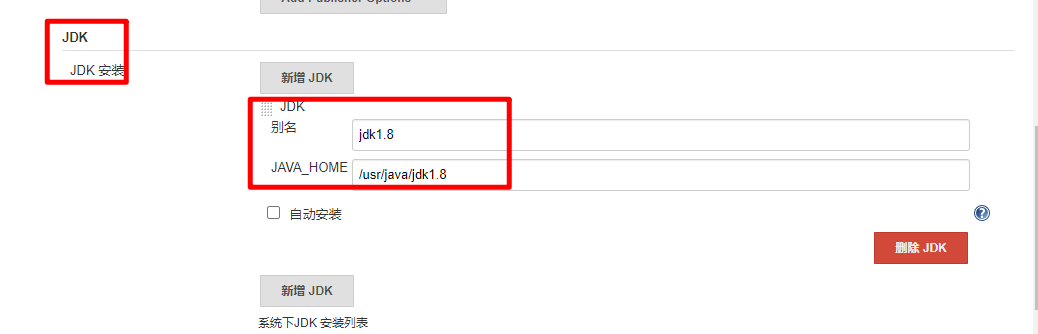 Add Publisher Options
JDK
JDK 安装
新增 JDK
JDK
别名
jdk1.8
JAVA_HOME
/usr/java/jdk1.8
自动安装
删除 JDK
新增 JDK
系统下JDK 安装列表